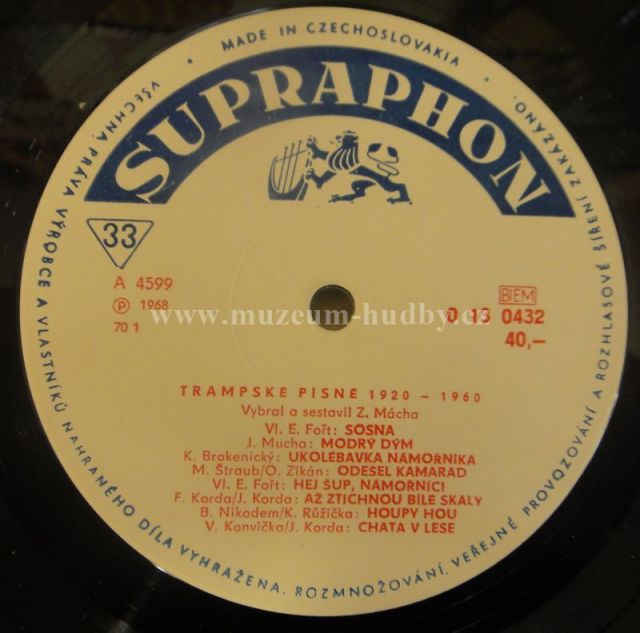 MADE IN CZECHOSLOVAKIA
SUPRAPHON
33
A 4599
Ⓟ 1968
70 1
BIEM
0 13 0432
40,-
www.muzeum-hudby.cz
TRAMPSKÉ PÍSNĚ 1920 - 1960
Vybral a sestavil Z. Mácha
Vl. E. Fořt: SOSNA
J. Mucha: MODRÝ DÝM
K. Brokenický: UKOLÉBAVKA NÁMOŘNÍKA
M. Štraub/O. Zikán: ODEŠEL KAMARÁD
Vl. E. Fořt: HEJ ŠUP, NÁMOŘNÍCI
F. Korda/J. Korda: AŽ ZTICHNOU BÍLÉ SKÁLY
B. Nikodem/K. Růžička: HOUPY HOU
V. Konvička/J. Korda: CHATA V LESE
VŠECHNA PRÁVA VÝROBCE A VLASTNÍKŮ NAHRANÉHO DÍLA VYHRAŽENA. ROZMNOŽOVÁNÍ, VEŘEJNÉ PROVOZOVÁNÍ A ROZHLASOVÉ ŠÍŘENÍ ZAKÁZÁNO.